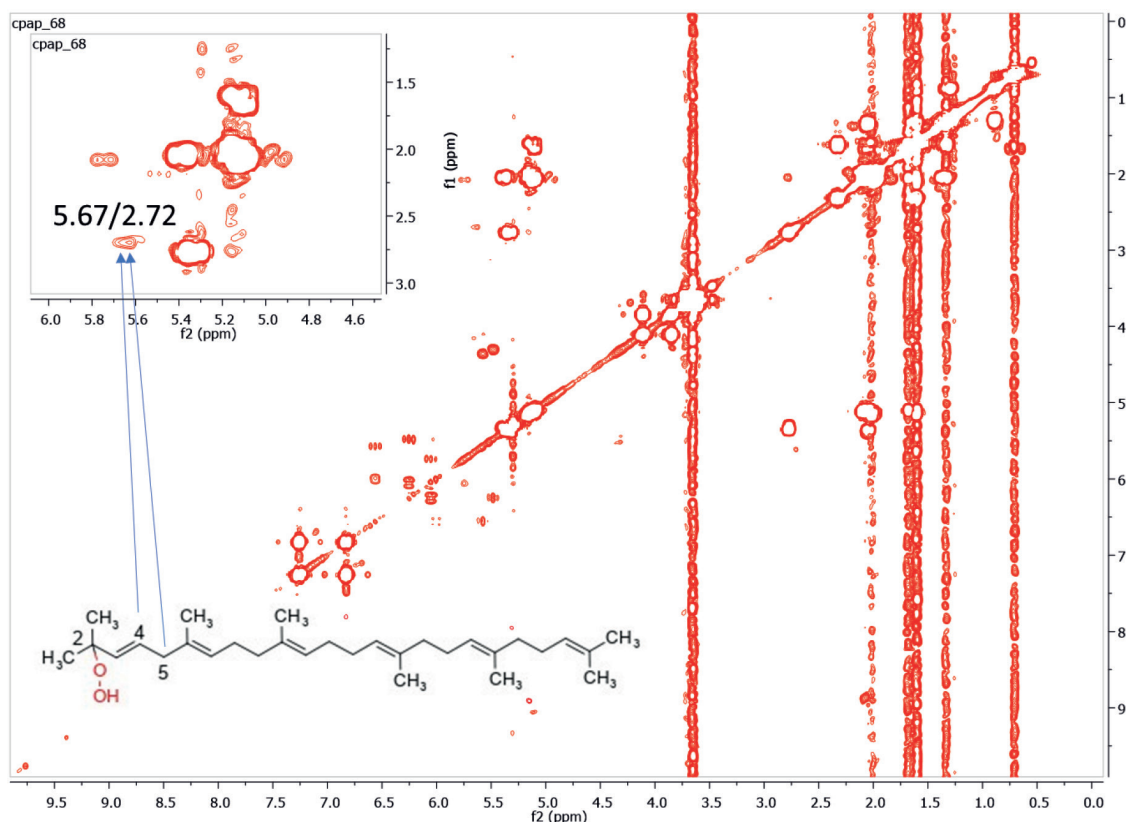 cpap_68
cpap_68
1.5
2.0
2.5
3.0
5.67/2.72
6.0 5.8 5.6 5.4 5.2 5.0 4.8 4.6
f2 (ppm)
f1 (ppm)
0
1
2
3
4
5
6
7
8
9
CH₃
2
CH₃
4
5
O
OH
CH₃
CH₃
CH₃
CH₃
CH₃
CH₃
9.5 9.0 8.5 8.0 7.5 7.0 6.5 6.0 5.5 5.0 4.5 4.0 3.5 3.0 2.5 2.0 1.5 1.0 0.5 0.0
f2 (ppm)